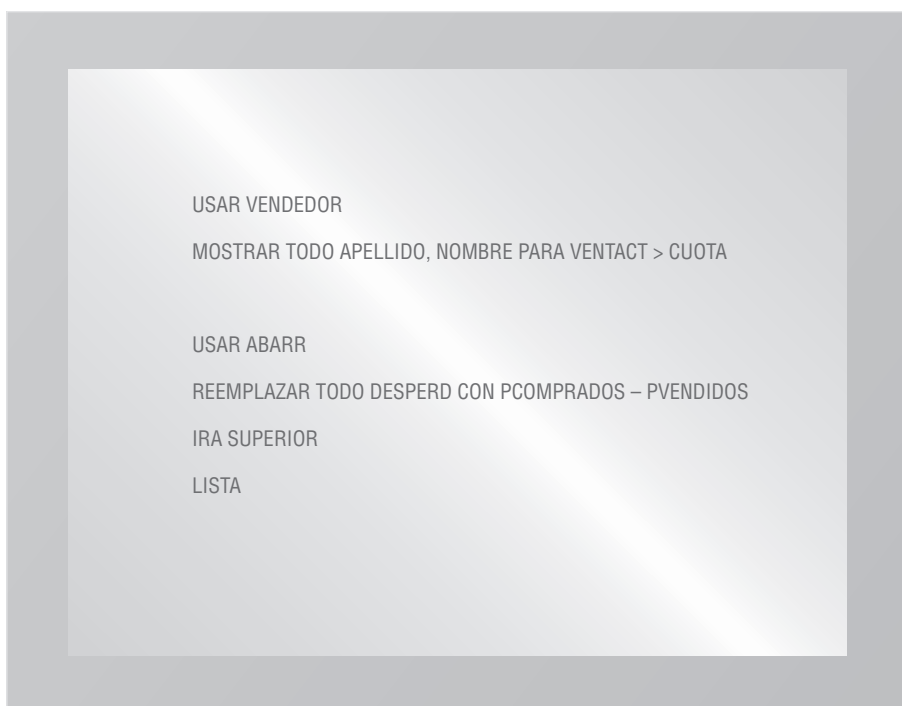 USAR VENDEDOR
MOSTRAR TODO APELLIDO, NOMBRE PARA VENTACT > CUOTA
USAR ABARR
REEMPLAZAR TODO DESPERD CON PCOMPRADOS – PVENDIDOS
IRA SUPERIOR
LISTA